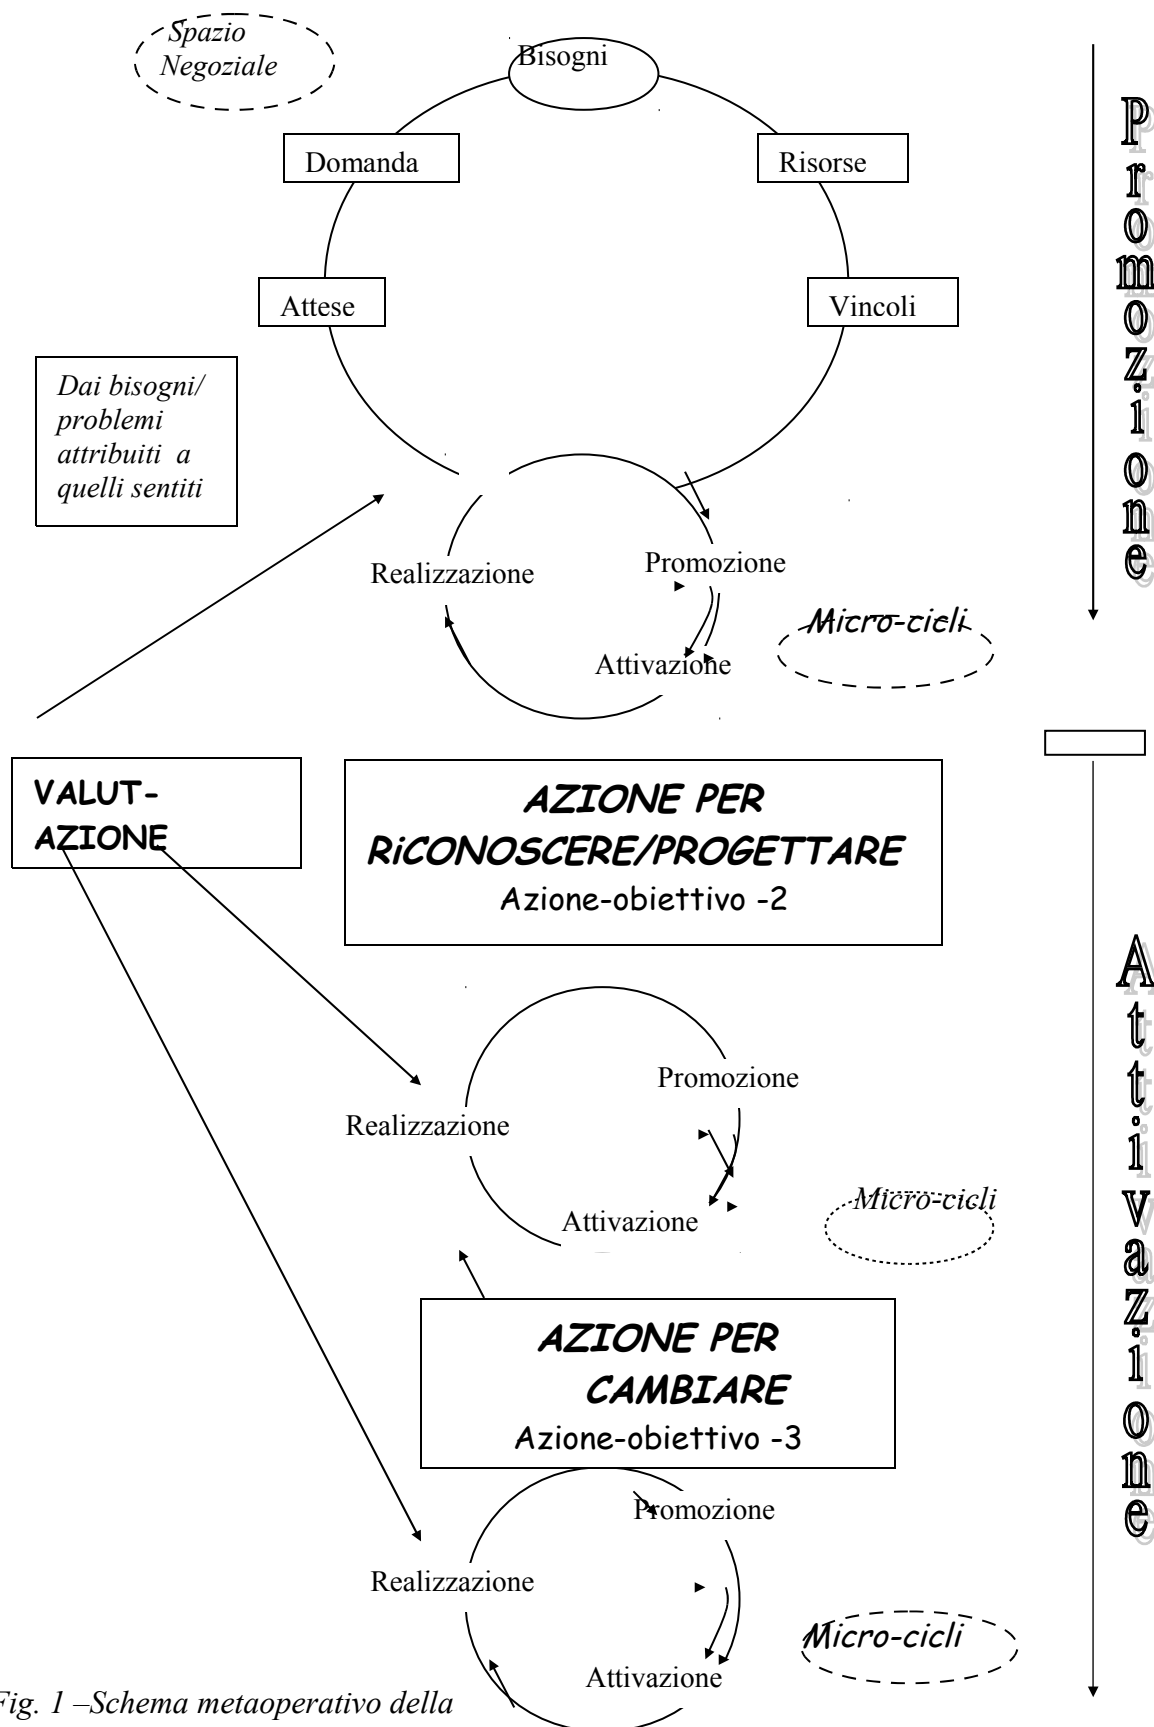 Spazio
Negoziale
Bisogni
Domanda
Risorse
Attese
Vincoli
Promozione
Dai bisogni/
problemi
attribuiti a
quelli sentiti
Realizzazione
Promozione
Attivazione
Micro-cicli
VALUT-
AZIONE
AZIONE PER
RiCONOSCERE/PROGETTARE
Azione-obiettivo -2
Attivazione
Promozione
Realizzazione
Attivazione
Micro-cicli
AZIONE PER
CAMBIARE
Azione-obiettivo -3
Promozione
Realizzazione
Attivazione
Micro-cicli
Fig. 1 –Schema metaoperativo della